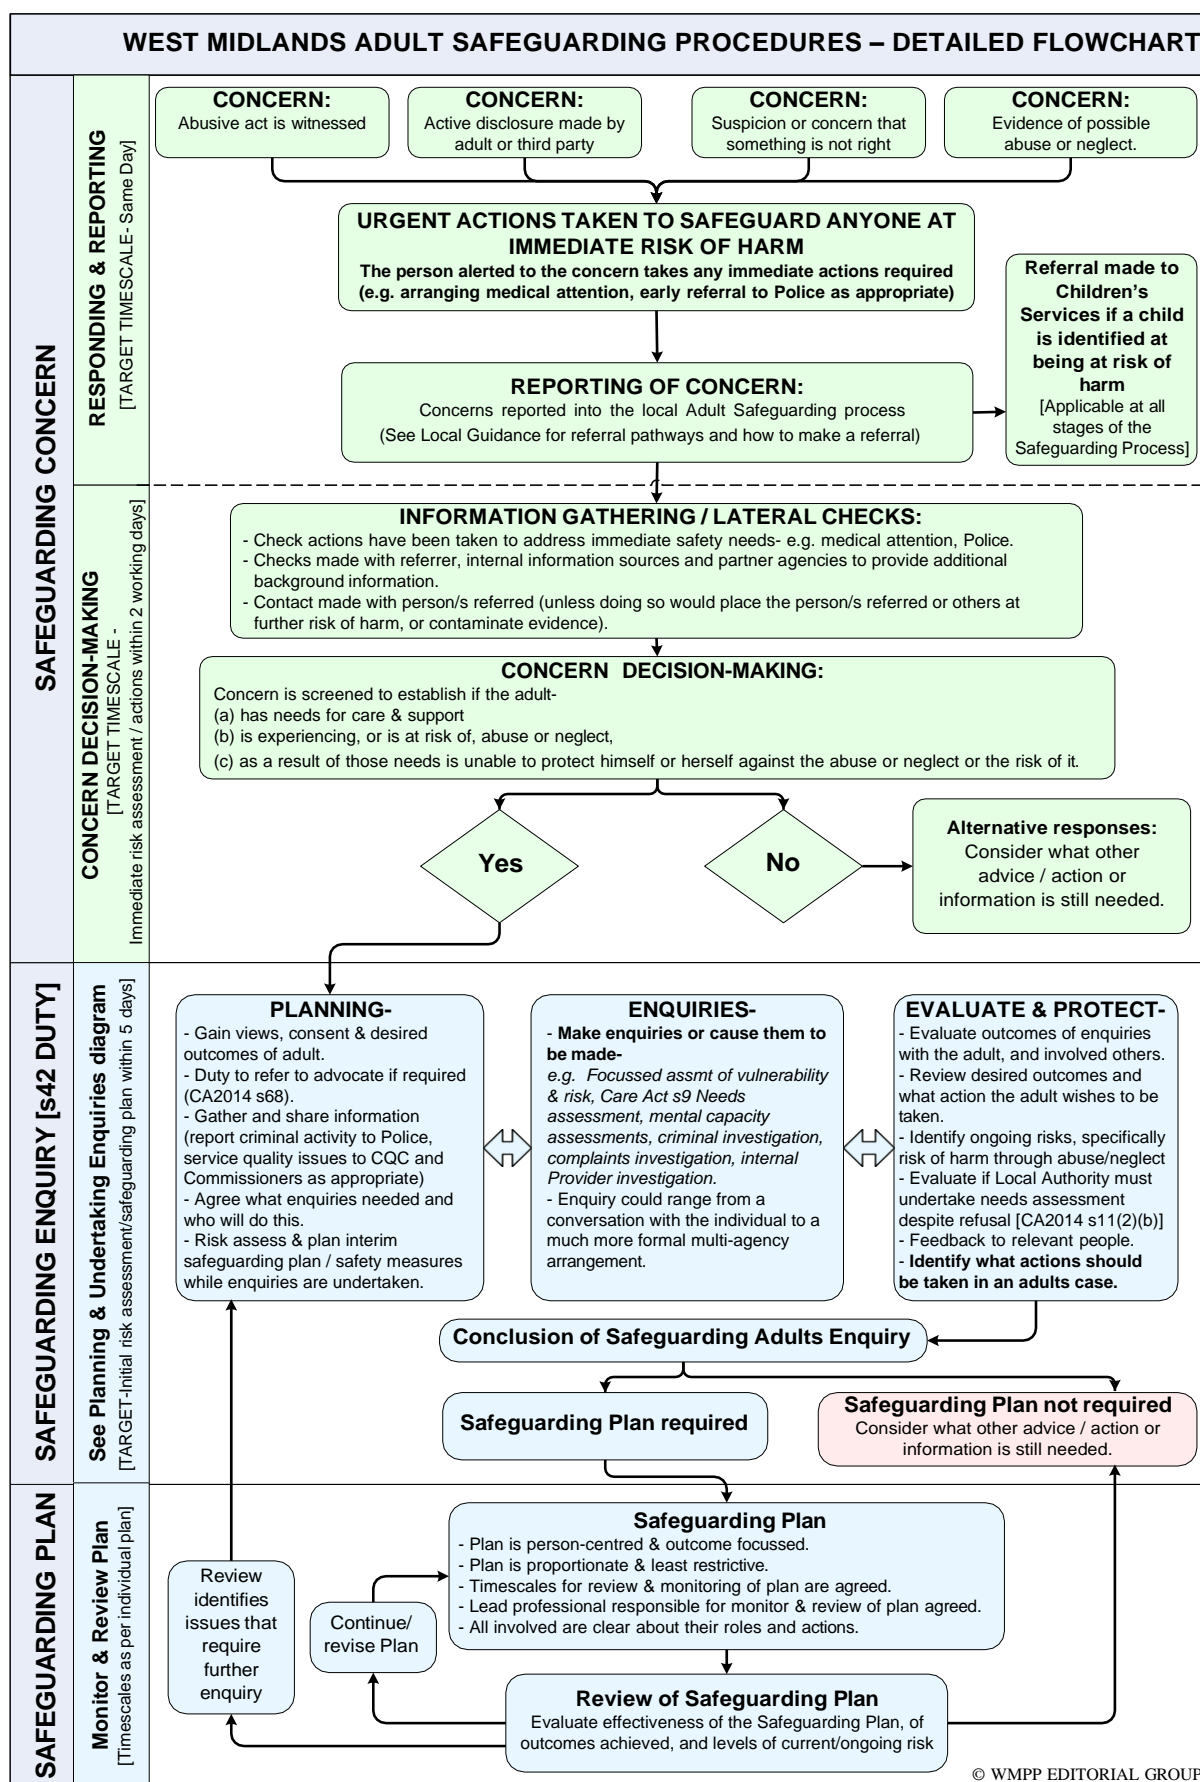 WEST MIDLANDS ADULT SAFEGUARDING PROCEDURES – DETAILED FLOWCHART
SAFEGUARDING CONCERN
RESPONDING & REPORTING
[TARGET TIMESCALE- Same Day]
CONCERN:
Abusive act is witnessed
CONCERN:
Active disclosure made by
adult or third party
CONCERN:
Suspicion or concern that
something is not right
CONCERN:
Evidence of possible
abuse or neglect.
URGENT ACTIONS TAKEN TO SAFEGUARD ANYONE AT
IMMEDIATE RISK OF HARM
The person alerted to the concern takes any immediate actions required
(e.g. arranging medical attention, early referral to Police as appropriate)
Referral made to
Children's
Services if a child
is identified at
being at risk of
harm
[Applicable at all
stages of the
Safeguarding Process]
REPORTING OF CONCERN:
Concerns reported into the local Adult Safeguarding process
(See Local Guidance for referral pathways and how to make a referral)
CONCERN DECISION-MAKING
[TARGET TIMESCALE -
Immediate risk assessment / actions within 2 working days]
INFORMATION GATHERING / LATERAL CHECKS:
- Check actions have been taken to address immediate safety needs- e.g. medical attention, Police.
- Checks made with referrer, internal information sources and partner agencies to provide additional
background information.
- Contact made with person/s referred (unless doing so would place the person/s referred or others at
further risk of harm, or contaminate evidence).
CONCERN DECISION-MAKING:
Concern is screened to establish if the adult-
(a) has needs for care & support
(b) is experiencing, or is at risk of, abuse or neglect,
(c) as a result of those needs is unable to protect himself or herself against the abuse or neglect or the risk of it.
Yes
No
Alternative responses:
Consider what other
advice / action or
information is still needed.
SAFEGUARDING ENQUIRY [s42 DUTY]
See Planning & Undertaking Enquiries diagram
[TARGET-Initial risk assessment/safeguarding plan within 5 days]
PLANNING-
- Gain views, consent & desired
outcomes of adult.
- Duty to refer to advocate if required
(CA2014 s68).
- Gather and share information
(report criminal activity to Police,
service quality issues to CQC and
Commissioners as appropriate)
- Agree what enquiries needed and
who will do this.
- Risk assess & plan interim
safeguarding plan / safety measures
while enquiries are undertaken.
ENQUIRIES-
- Make enquiries or cause them to
be made-
e.g. Focussed assmt of vulnerability
& risk, Care Act s9 Needs
assessment, mental capacity
assessments, criminal investigation,
complaints investigation, internal
Provider investigation.
- Enquiry could range from a
conversation with the individual to a
much more formal multi-agency
arrangement.
EVALUATE & PROTECT-
- Evaluate outcomes of enquiries
with the adult, and involved others.
- Review desired outcomes and
what action the adult wishes to be
taken.
- Identify ongoing risks, specifically
risk of harm through abuse/neglect
- Evaluate if Local Authority must
undertake needs assessment
despite refusal [CA2014 s11(2)(b)]
- Feedback to relevant people.
- Identify what actions should
be taken in an adults case.
Conclusion of Safeguarding Adults Enquiry
Safeguarding Plan required
Safeguarding Plan not required
Consider what other advice / action or
information is still needed.
SAFEGUARDING PLAN
Monitor & Review Plan
[Timescales as per individual plan]
Safeguarding Plan
- Plan is person-centred & outcome focussed.
- Plan is proportionate & least restrictive.
- Timescales for review & monitoring of plan are agreed.
- Lead professional responsible for monitor & review of plan agreed.
- All involved are clear about their roles and actions.
Review
identifies
issues that
require
further
enquiry
Continue/
revise Plan
Review of Safeguarding Plan
Evaluate effectiveness of the Safeguarding Plan, of
outcomes achieved, and levels of current/ongoing risk
© WMPP EDITORIAL GROUP